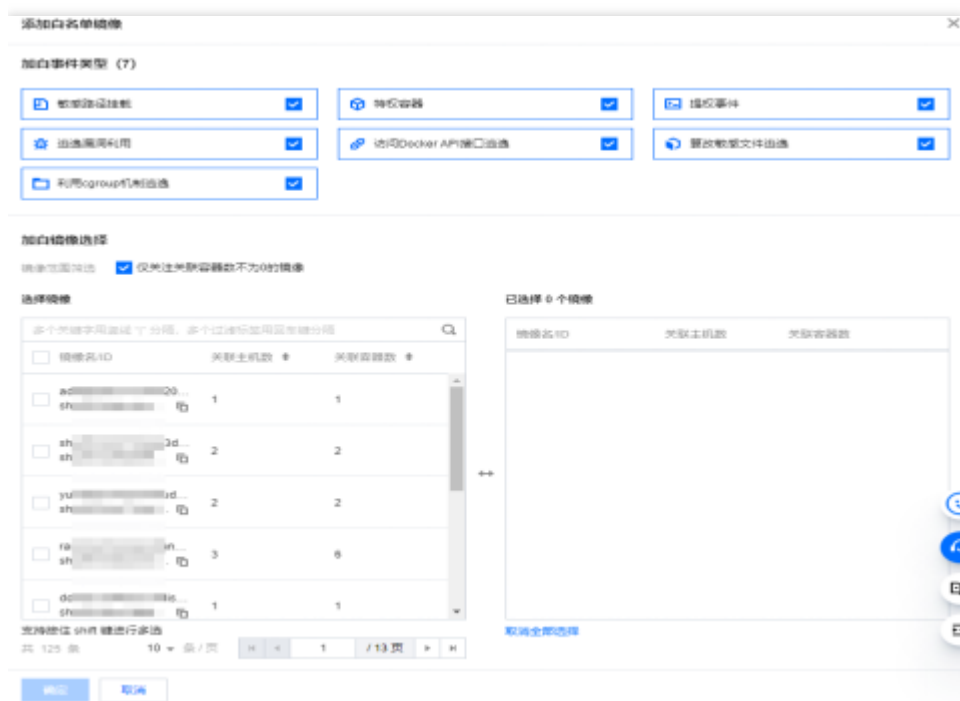 添加白名单镜像
加白事件类型 (7)
敏感路径挂载
特权容器
提权事件
逃逸漏洞利用
访问Docker API接口逃逸
篡改敏感文件逃逸
利用cgroup机制逃逸
加白镜像选择
镜像范围筛选 仅关注关联容器数不为0的镜像
选择镜像
已选择 0 个镜像
多个关键字用竖线 "|" 分隔，多个过滤标签用回车键分隔
镜像名/ID 关联主机数 关联容器数
镜像名/ID 关联主机数 关联容器数
1 1
2 2
2 2
3 6
1 1
支持按住 shift 键进行多选
取消全部选择
共 125 条 10 条 / 页 1 / 13 页
确定 取消